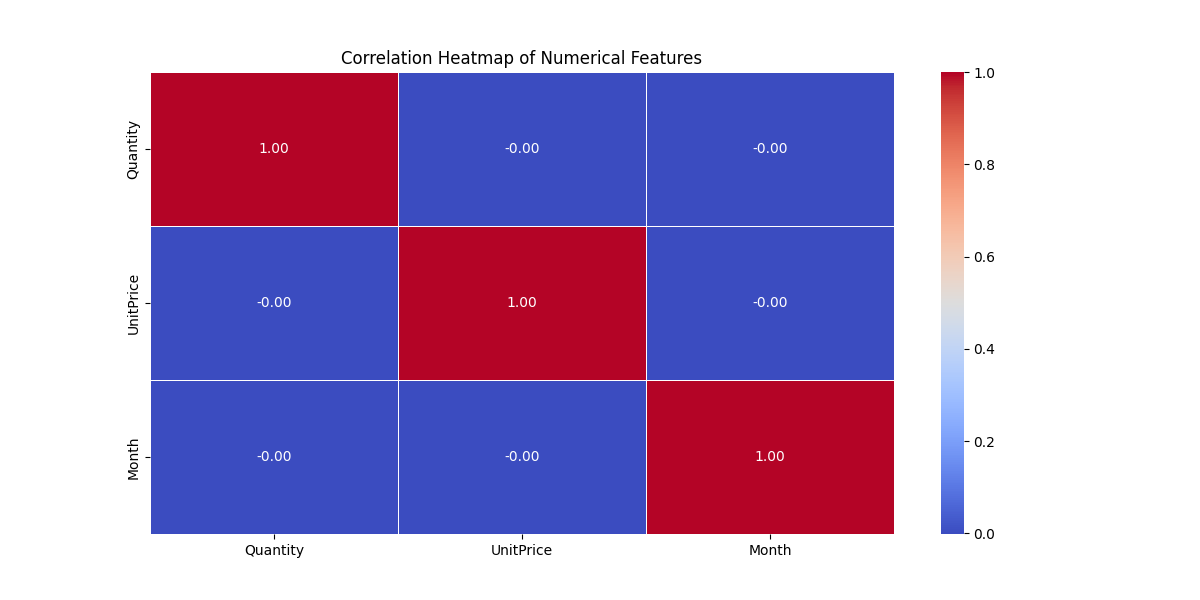 Correlation Heatmap of Numerical Features
Quantity 1.00 -0.00 -0.00
UnitPrice -0.00 1.00 -0.00
Month -0.00 -0.00 1.00
Quantity UnitPrice Month
1.0
0.8
0.6
0.4
0.2
0.0